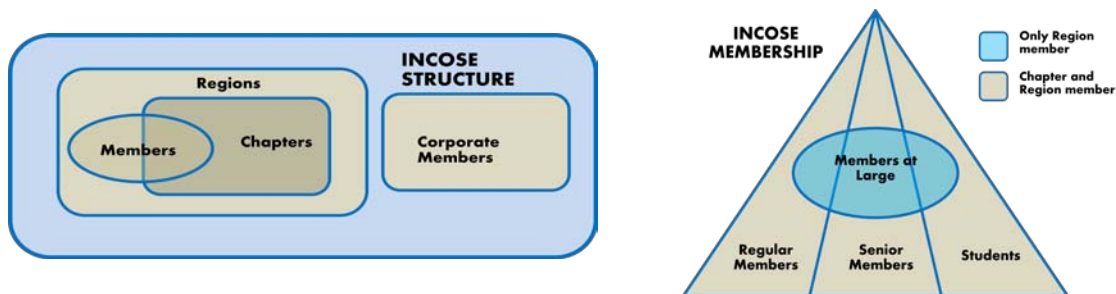 INCOSE
STRUCTURE
Regions
Members
Chapters
Corporate
Members
INCOSE
MEMBERSHIP
Only Region
member
Chapter and
Region member
Members at
Large
Regular
Members
Senior
Members
Students